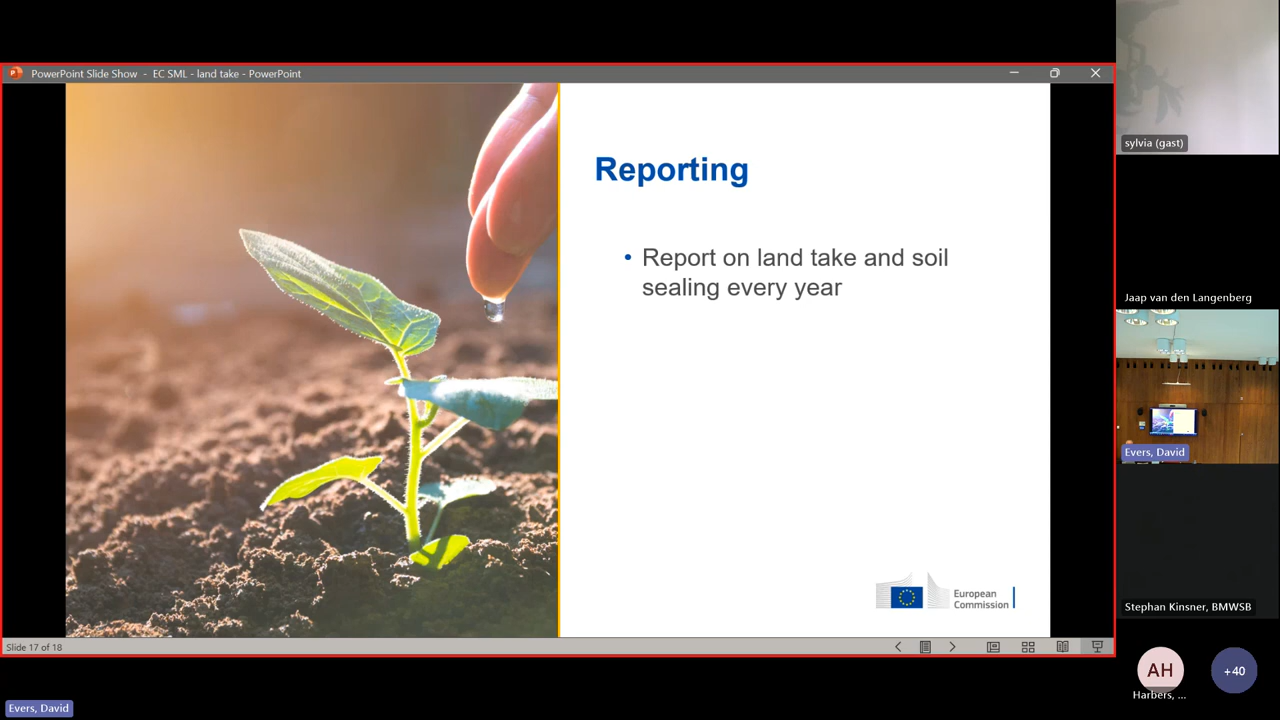 PowerPoint Slide Show - EC SML - land take - PowerPoint
Reporting
• Report on land take and soil
sealing every year
European
Commission
Slide 17 of 18
Evers, David
sylvia (gast)
Jaap van den Langenberg
Evers, David
Stephan Kinsner, BMWSB
AH
Harbers, ...
+40